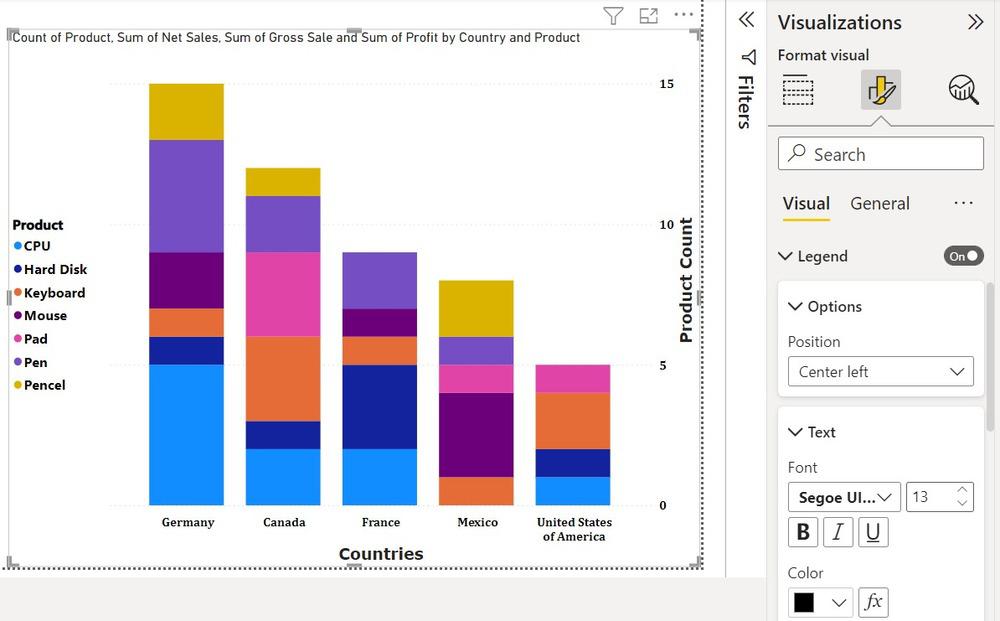 Count of Product, Sum of Net Sales, Sum of Gross Sale and Sum of Profit by Country and Product
15
10
5
0
Product Count
Product
CPU
Hard Disk
Keyboard
Mouse
Pad
Pen
Pencel
Germany
Canada
France
Mexico
United States
of America
Countries
Filters
Visualizations
Format visual
Search
Visual
General
Legend
On
Options
Position
Center left
Text
Font
Segoe UI...
13
B
I
U
Color
fx